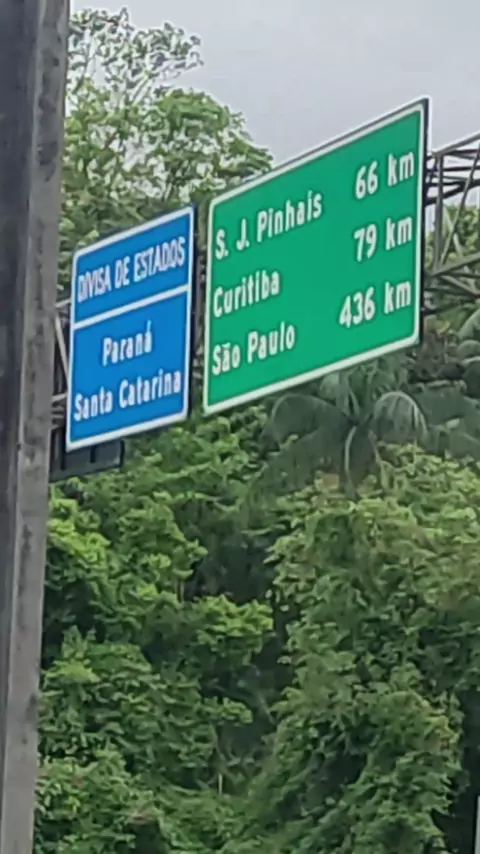 DIVISA DE ESTADOS
Paraná
Santa Catarina
S. J. Pinhais 66 km
Curitiba 79 km
São Paulo 436 km